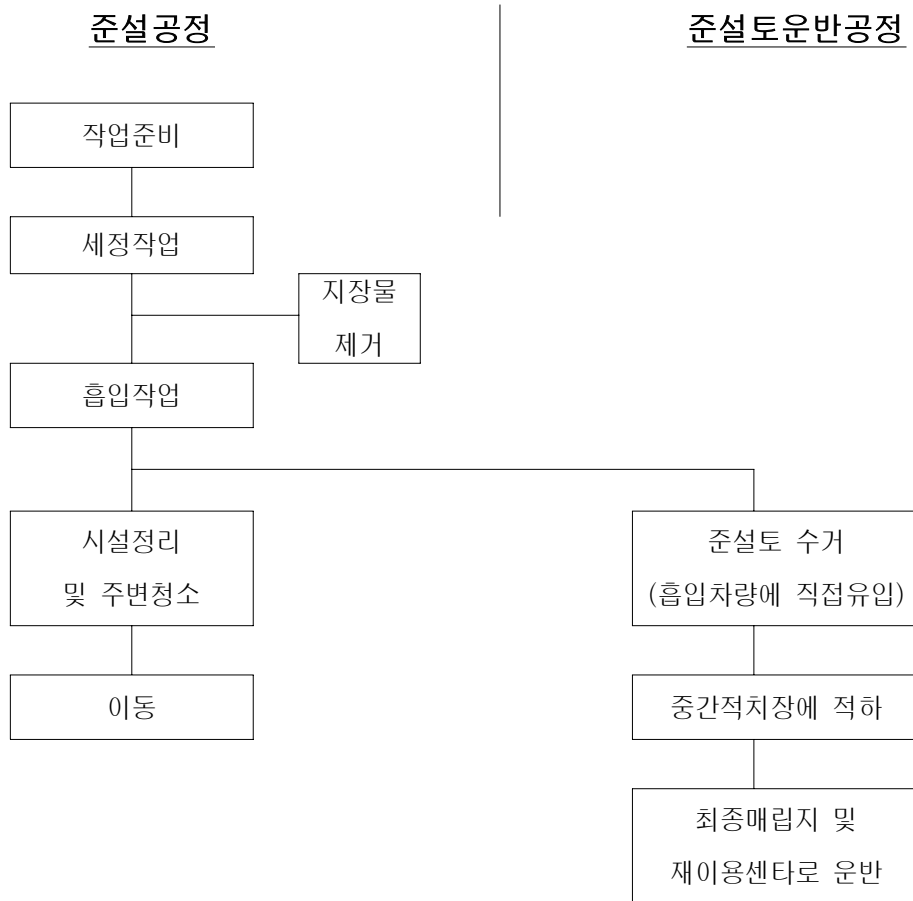 준설공정
준설토운반공정
작업준비
세정작업
지장물
제거
흡입작업
시설정리
및 주변청소
준설토 수거
(흡입차량에 직접유입)
이동
중간적치장에 적하
최종매립지 및
재이용센타로 운반